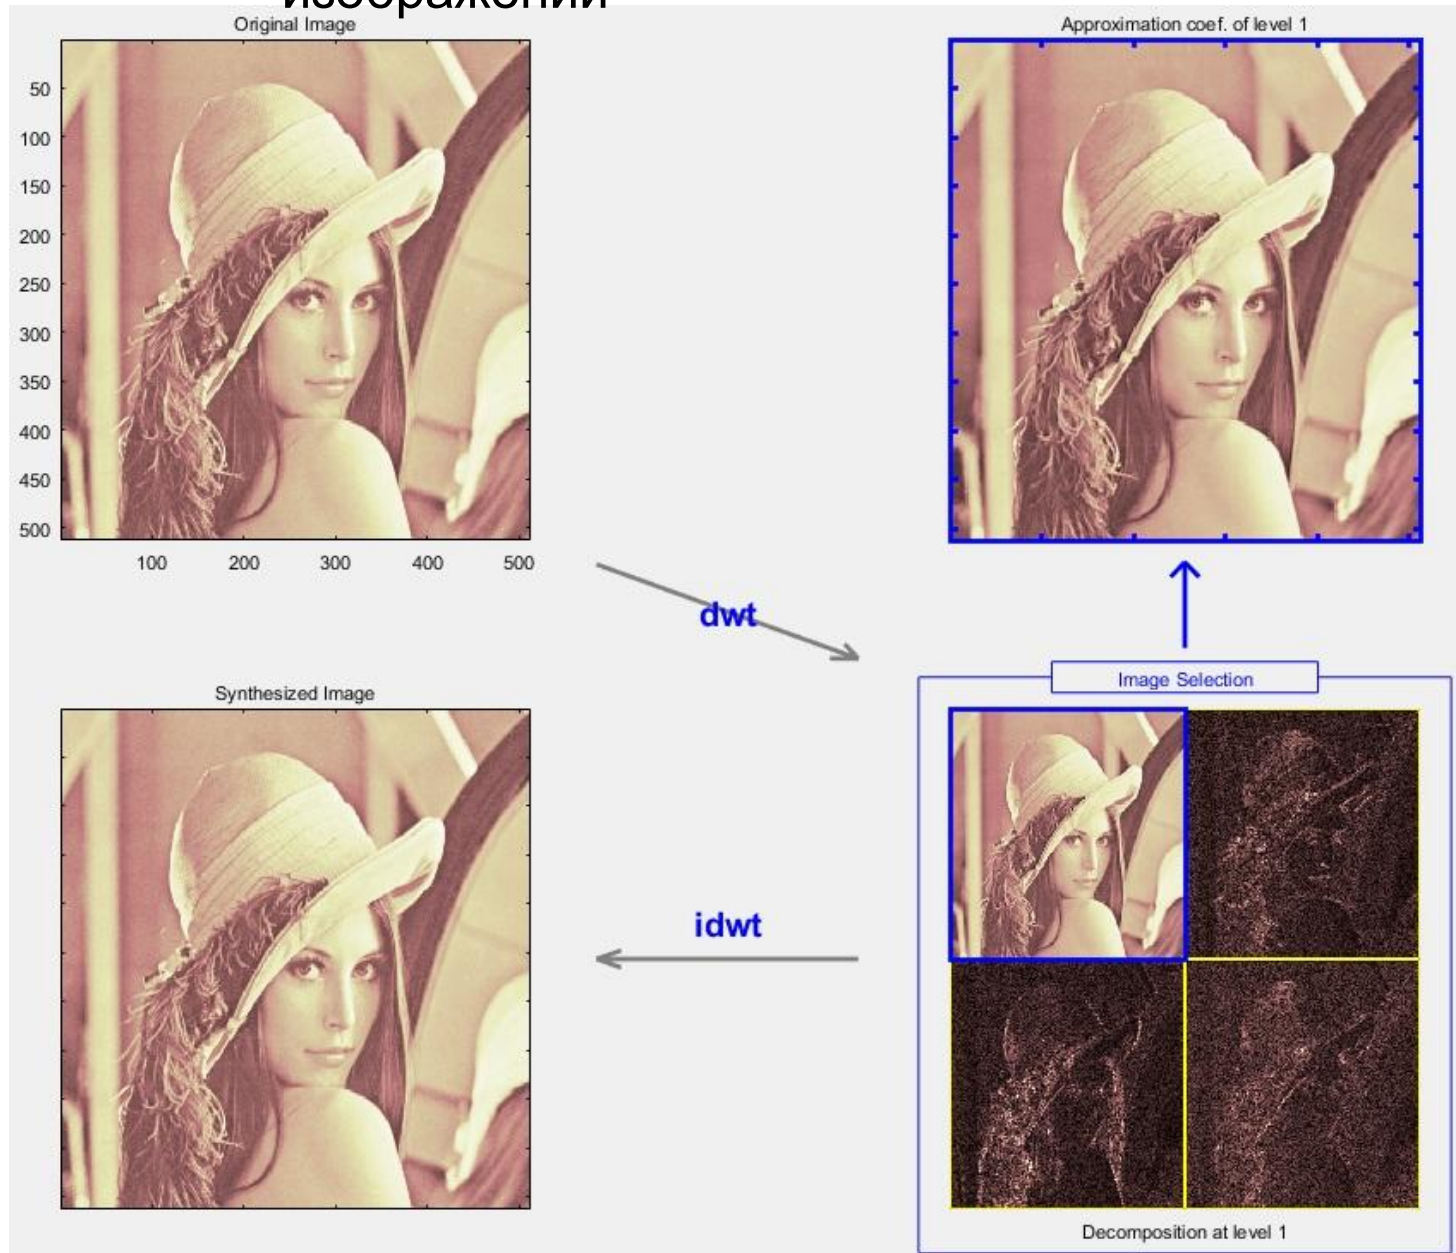 изображений
Original Image
50
100
150
200
250
300
350
400
450
500
100 200 300 400 500
Approximation coef. of level 1
dwt
Image Selection
Synthesized Image
idwt
Decomposition at level 1